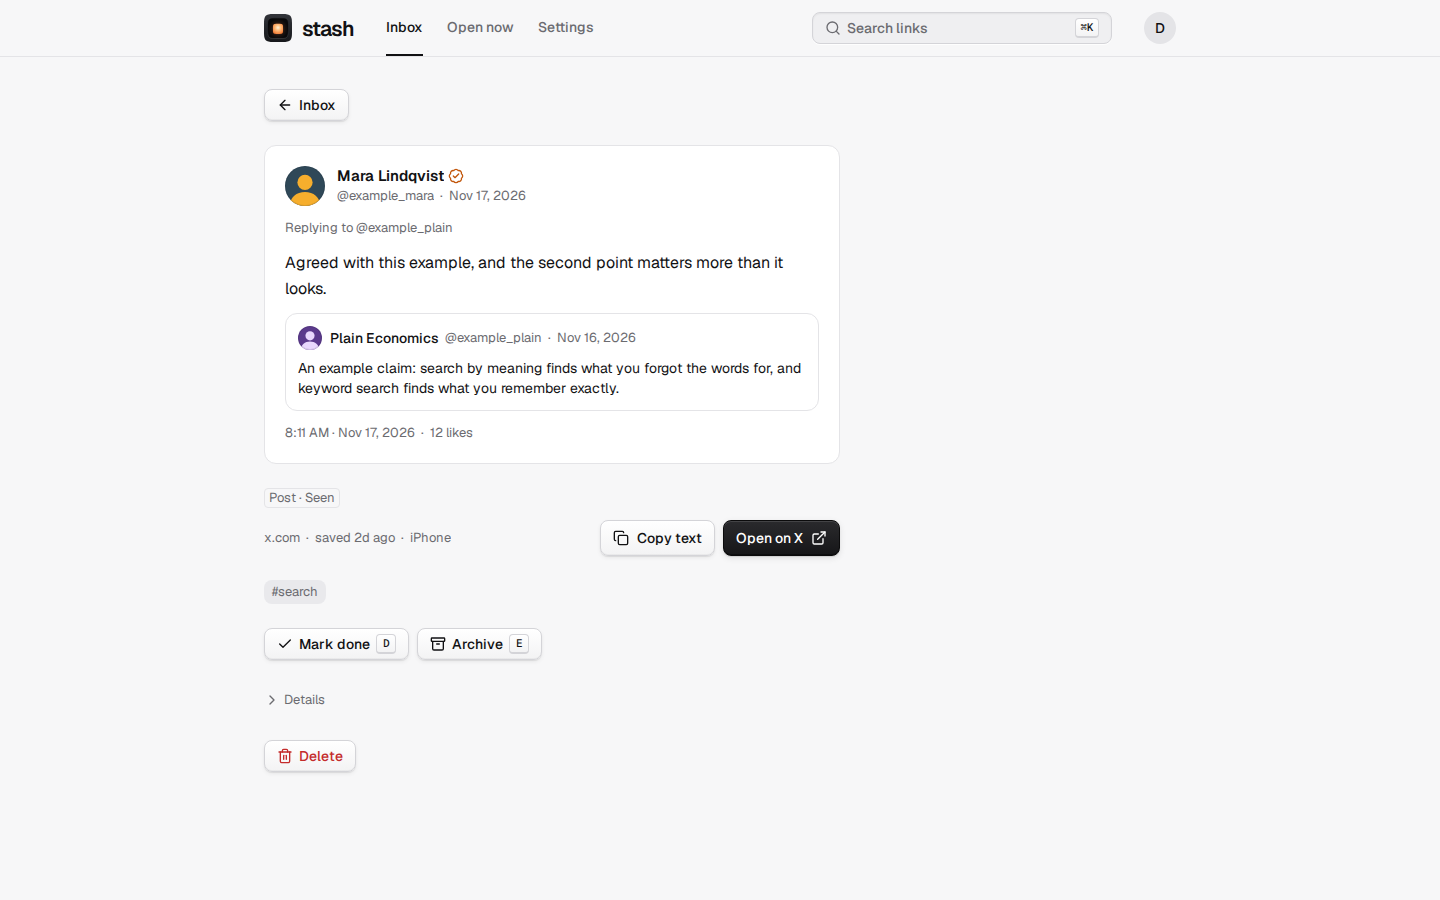 stash
Inbox
Open now
Settings
Search links
⌘K
D
Inbox
Mara Lindqvist
@example_mara · Nov 17, 2026
Replying to @example_plain
Agreed with this example, and the second point matters more than it
looks.
Plain Economics @example_plain · Nov 16, 2026
An example claim: search by meaning finds what you forgot the words for, and
keyword search finds what you remember exactly.
8:11 AM · Nov 17, 2026 · 12 likes
Post · Seen
x.com · saved 2d ago · iPhone
Copy text
Open on X
#search
Mark done D
Archive E
Details
Delete